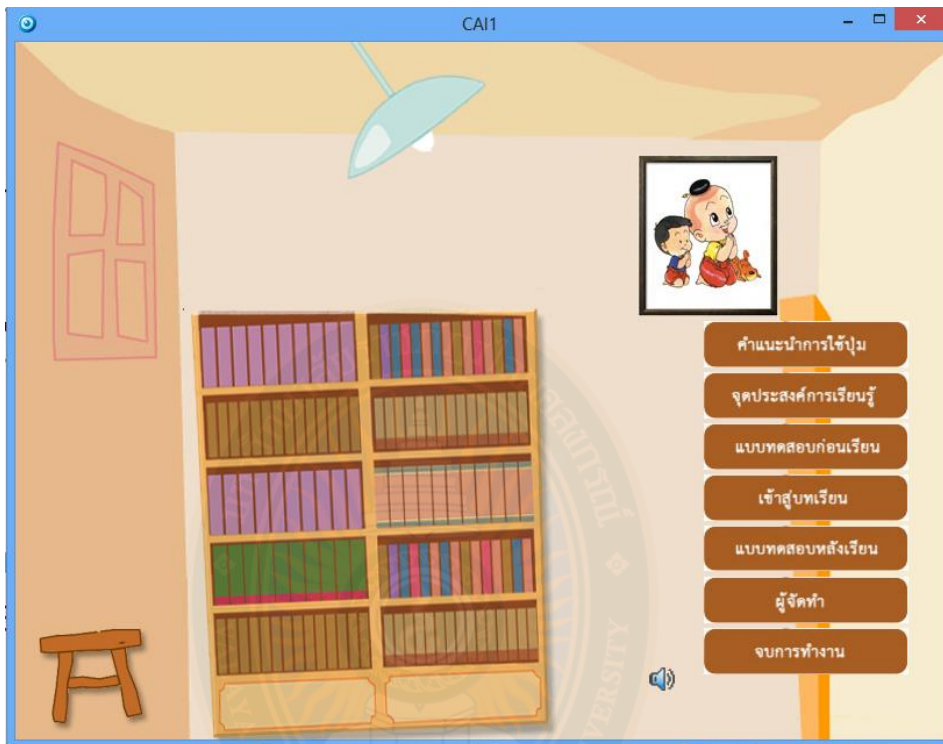 CAI1
คำแนะนำการใช้ปุ่ม
จุดประสงค์การเรียนรู้
แบบทดสอบก่อนเรียน
เข้าสู่บทเรียน
แบบทดสอบหลังเรียน
ผู้จัดทำ
จบการทำงาน